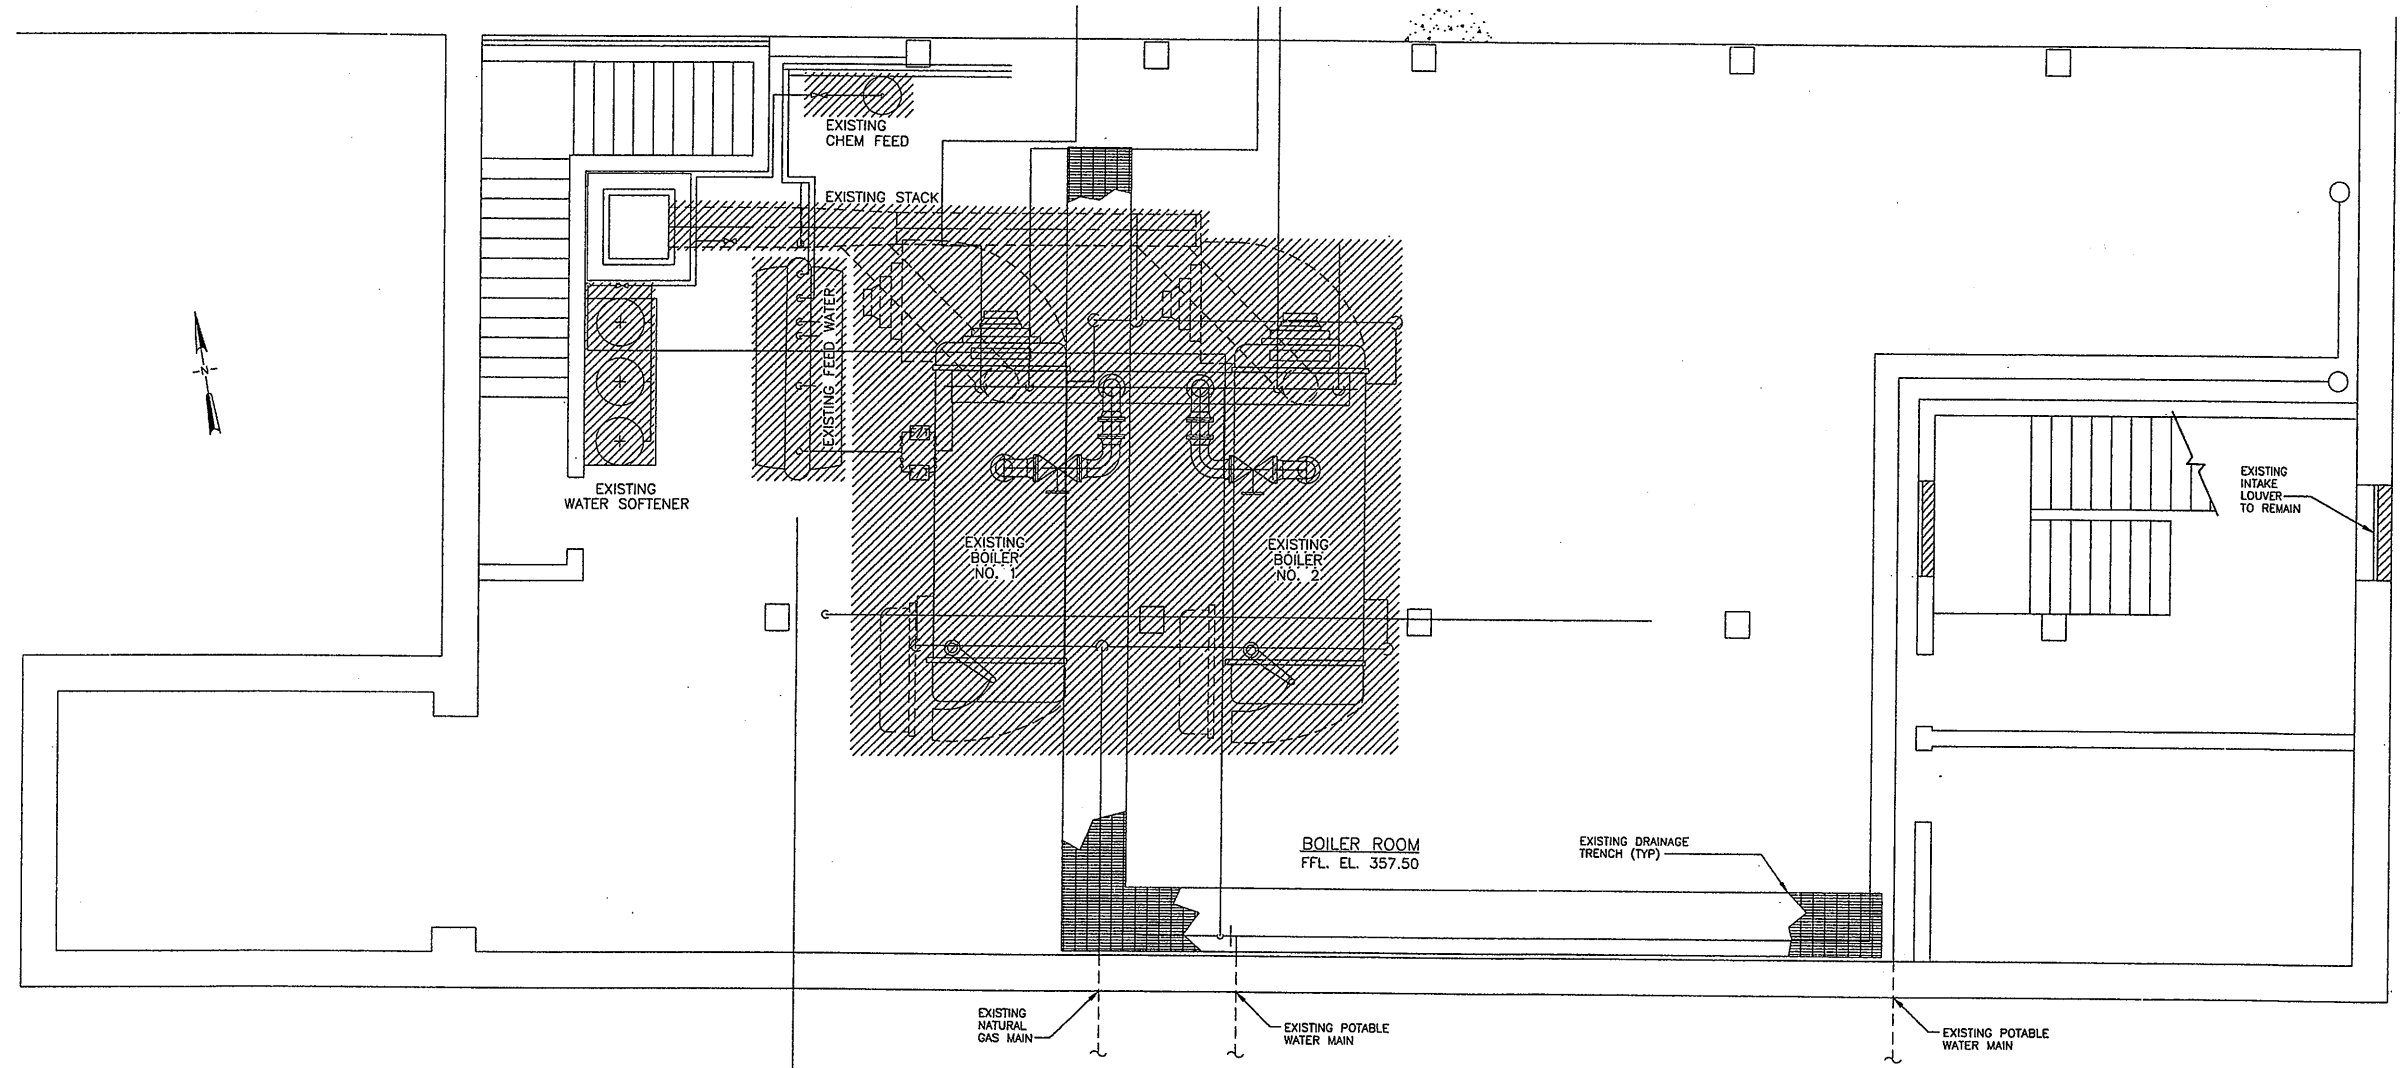 EXISTING
CHEM FEED
EXISTING STACK
EXISTING FEED WATER
N
EXISTING
WATER SOFTENER
EXISTING
INTAKE
LOUVER
TO REMAIN
EXISTING
BOILER
NO. 1
EXISTING
BOILER
NO. 2
BOILER ROOM
FFL. EL. 357.50
EXISTING DRAINAGE
TRENCH (TYP)
EXISTING
NATURAL
GAS MAIN
EXISTING POTABLE
WATER MAIN
EXISTING POTABLE
WATER MAIN